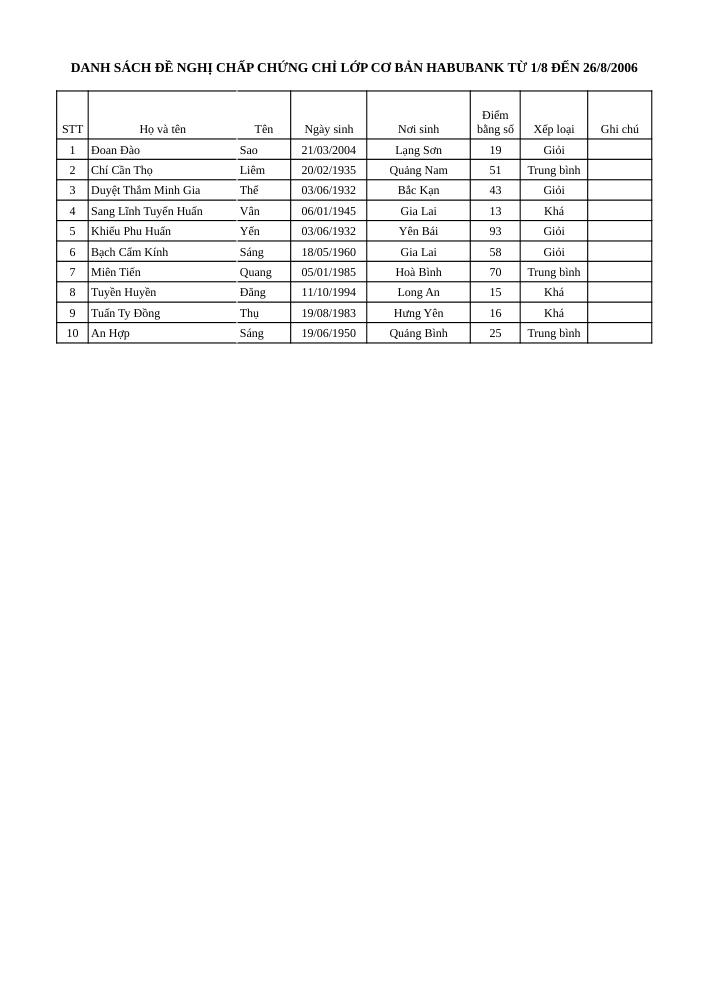 DANH SÁCH ĐỀ NGHỊ CHẤP CHỨNG CHỈ LỚP CƠ BẢN HABUBANK TỪ 1/8 ĐẾN 26/8/2006
STT Họ và tên Tên Ngày sinh Nơi sinh Điểm bằng số Xếp loại Ghi chú
1 Đoan Đào Sao 21/03/2004 Lạng Sơn 19 Giỏi
2 Chí Cần Thọ Liêm 20/02/1935 Quảng Nam 51 Trung bình
3 Duyệt Thắm Minh Gia Thế 03/06/1932 Bắc Kạn 43 Giỏi
4 Sang Lĩnh Tuyển Huấn Vân 06/01/1945 Gia Lai 13 Khá
5 Khiếu Phu Huấn Yến 03/06/1932 Yên Bái 93 Giỏi
6 Bạch Cẩm Kính Sáng 18/05/1960 Gia Lai 58 Giỏi
7 Miên Tiến Quang 05/01/1985 Hoà Bình 70 Trung bình
8 Tuyền Huyền Đăng 11/10/1994 Long An 15 Khá
9 Tuấn Ty Đồng Thụ 19/08/1983 Hưng Yên 16 Khá
10 An Hợp Sáng 19/06/1950 Quảng Bình 25 Trung bình